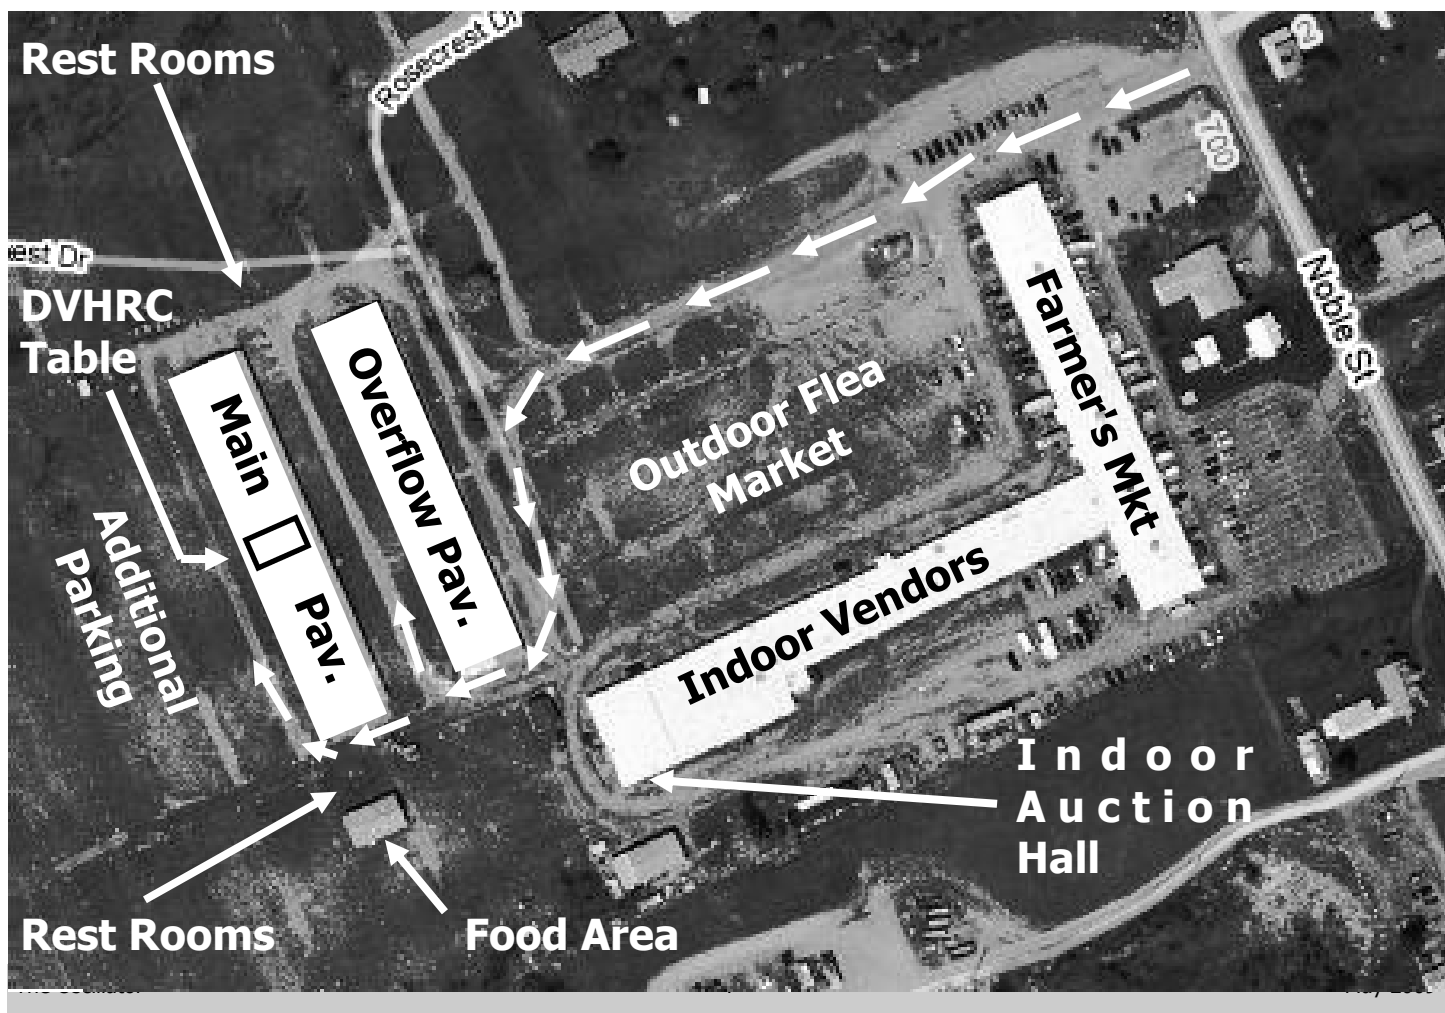 Rest Rooms
Rosecrest Dr
2
700
est Dr
DVHRC
Table
Noble St
Farmer's Mkt
Overflow Pav.
Main
Pav.
Outdoor Flea
Market
Additional
Parking
Indoor Vendors
Indoor
Auction
Hall
Rest Rooms
Food Area